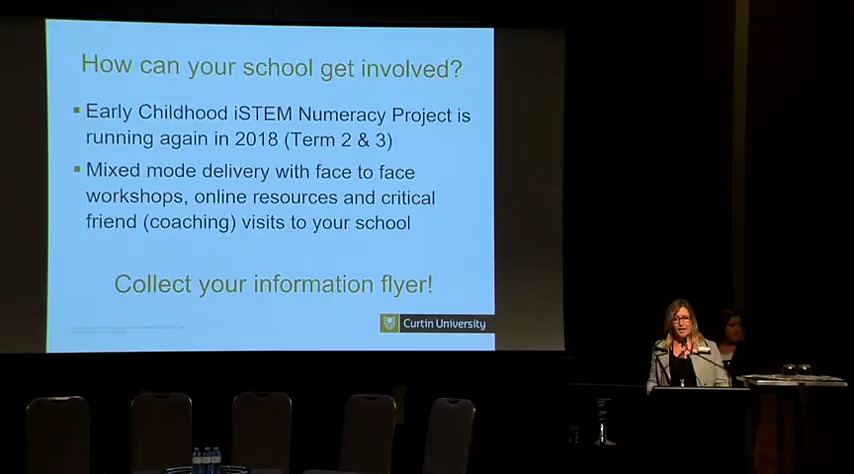 How can your school get involved?
Early Childhood iSTEM Numeracy Project is
running again in 2018 (Term 2 & 3)
Mixed mode delivery with face to face
workshops, online resources and critical
friend (coaching) visits to your school
Collect your information flyer!
Curtin University